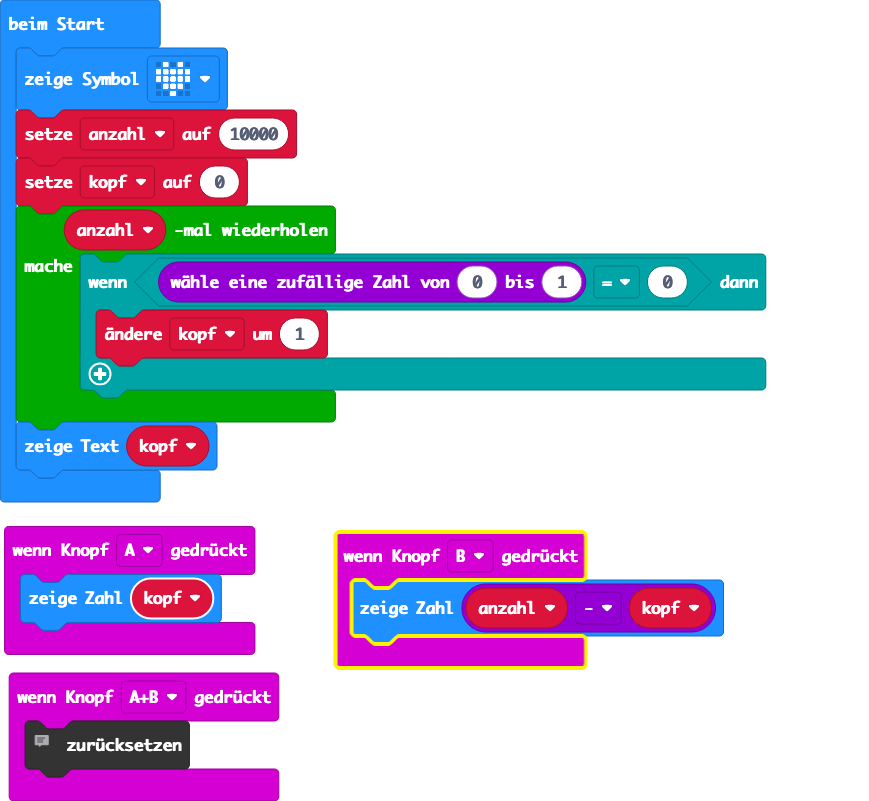 beim Start
zeige Symbol
setze anzahl auf 10000
setze kopf auf 0
anzahl -mal wiederholen
mache
wenn wähle eine zufällige Zahl von 0 bis 1 = 0 dann
ändere kopf um 1
zeige Text kopf
wenn Knopf A gedrückt
zeige Zahl kopf
wenn Knopf B gedrückt
zeige Zahl anzahl - kopf
wenn Knopf A+B gedrückt
zurücksetzen